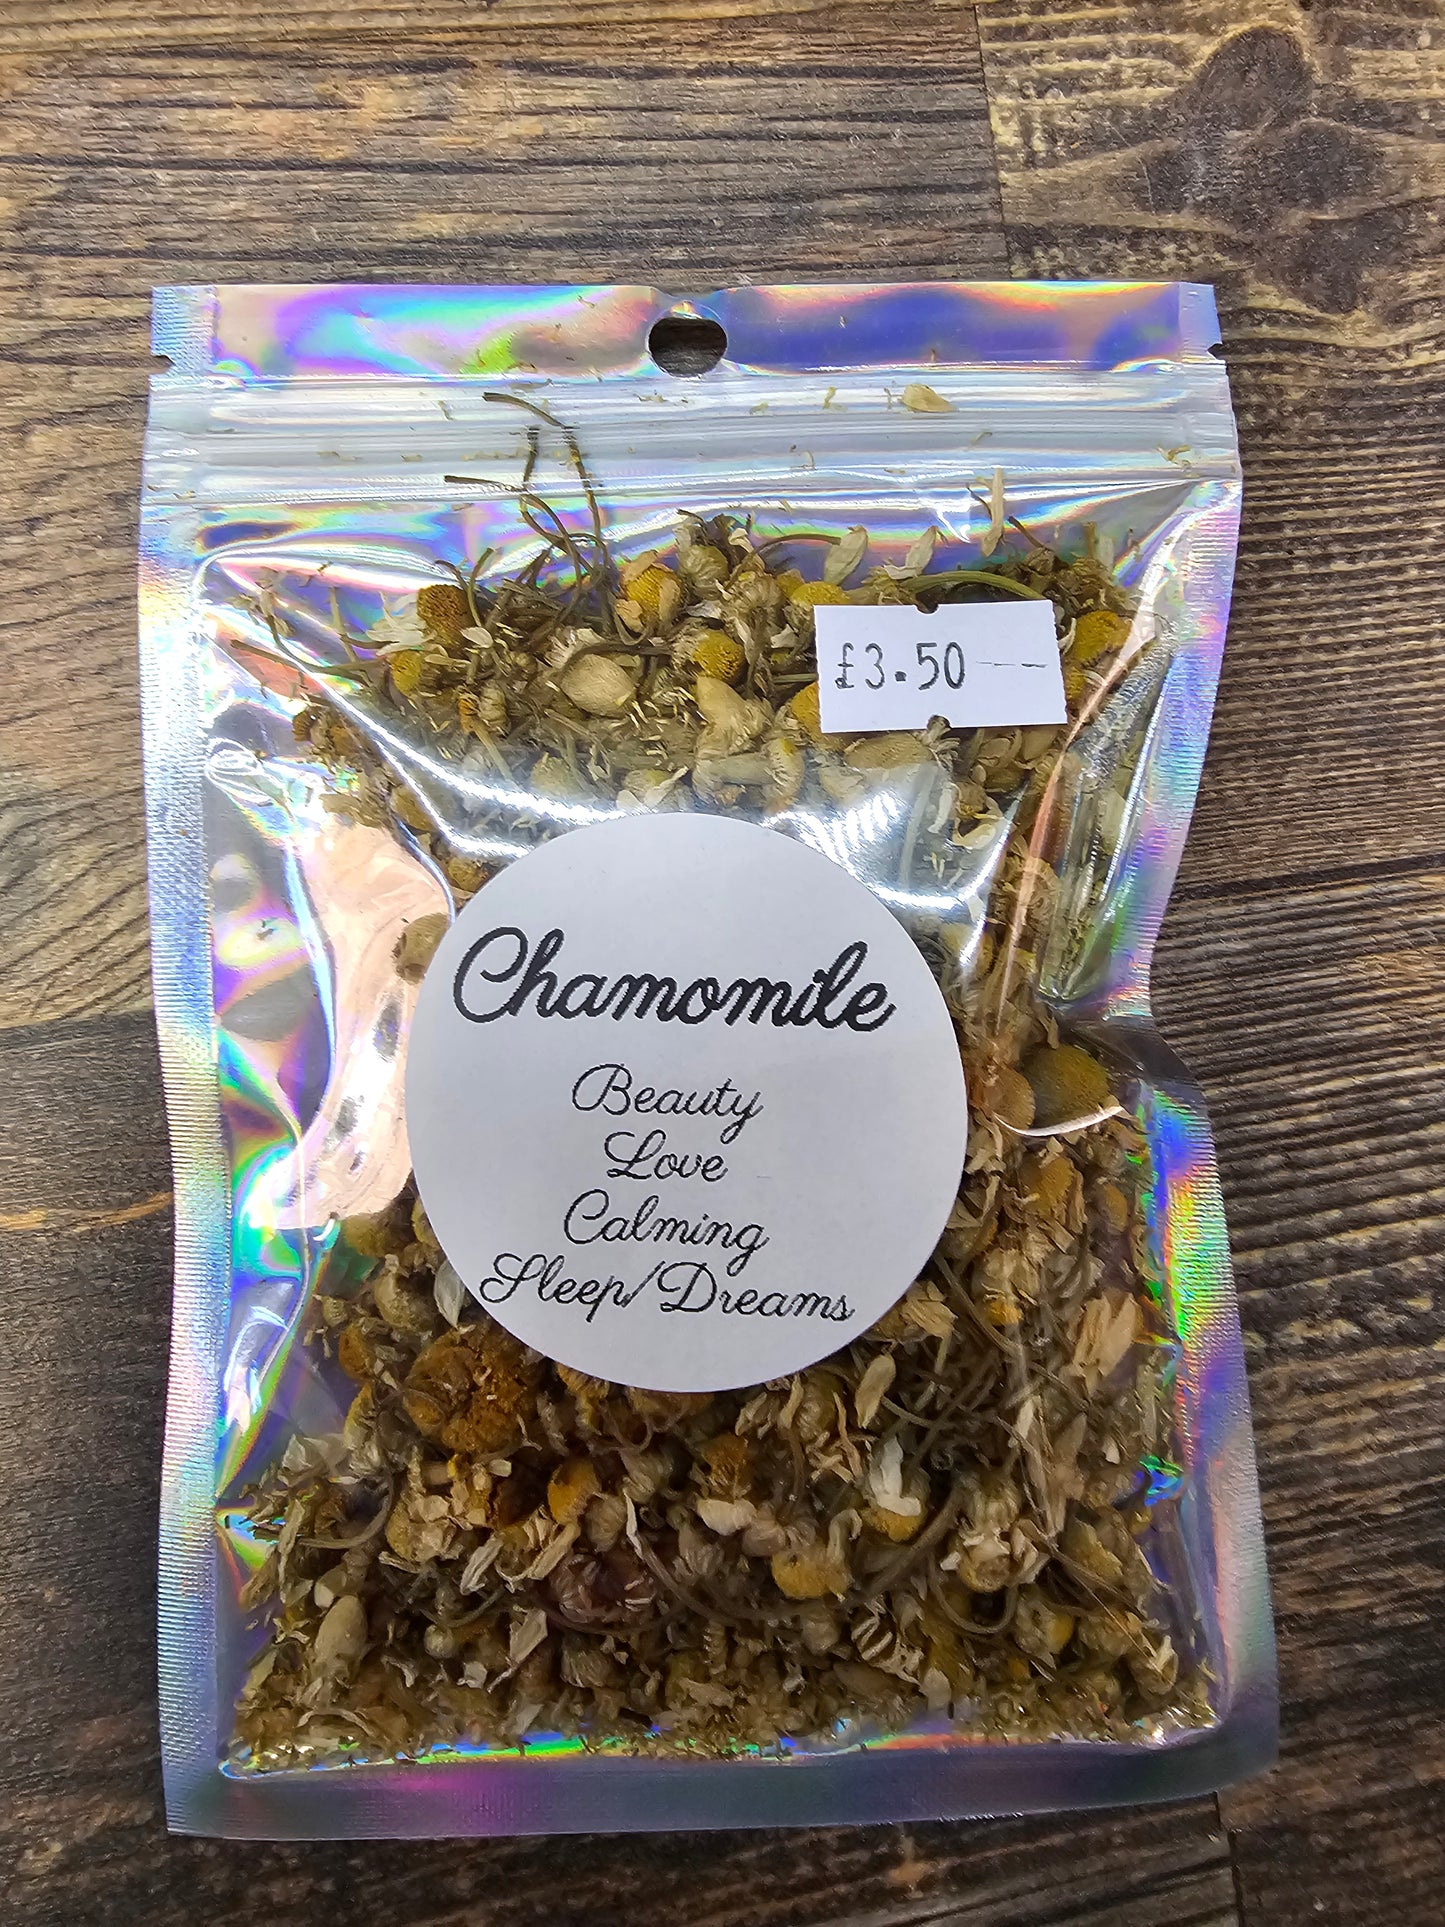 £3.50
Chamomile
Beauty
Love
Calming
Sleep/Dreams